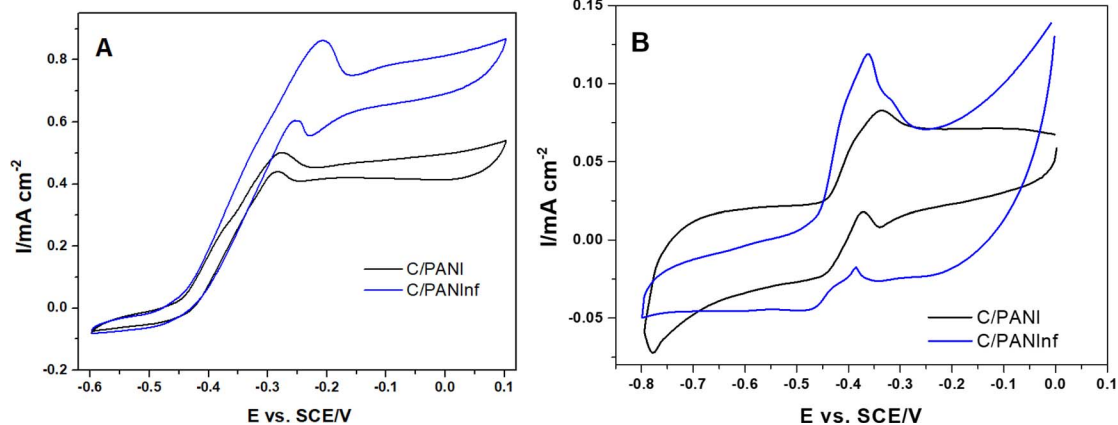 A
I/mA cm-2
0.8
0.6
0.4
0.2
0.0
-0.2
C/PANI
C/PANInf
-0.6 -0.5 -0.4 -0.3 -0.2 -0.1 0.0 0.1
E vs. SCE/V
B
I/mA cm-2
0.15
0.10
0.05
0.00
-0.05
C/PANI
C/PANInf
-0.8 -0.7 -0.6 -0.5 -0.4 -0.3 -0.2 -0.1 0.0 0.1
E vs. SCE/V